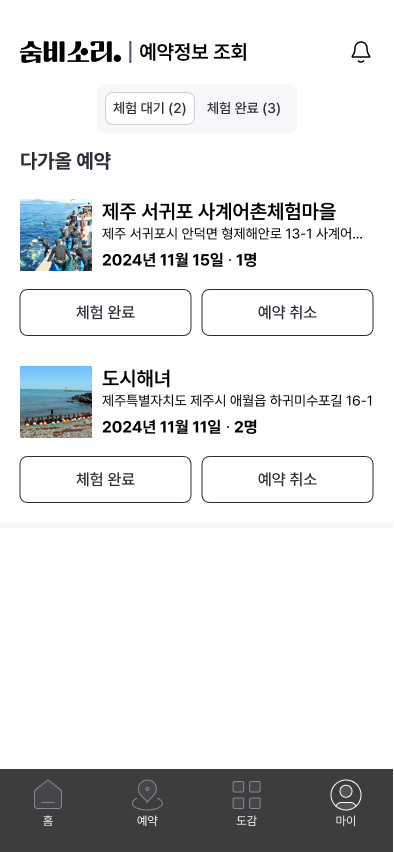 숨비소리. | 예약정보 조회
체험 대기 (2) 체험 완료 (3)
다가올 예약
제주 서귀포 사계어촌체험마을
제주 서귀포시 안덕면 형제해안로 13-1 사계어...
2024년 11월 15일 · 1명
체험 완료 예약 취소
도시해녀
제주특별자치도 제주시 애월읍 하귀미수포길 16-1
2024년 11월 11일 · 2명
체험 완료 예약 취소
홈 예약 도감 마이